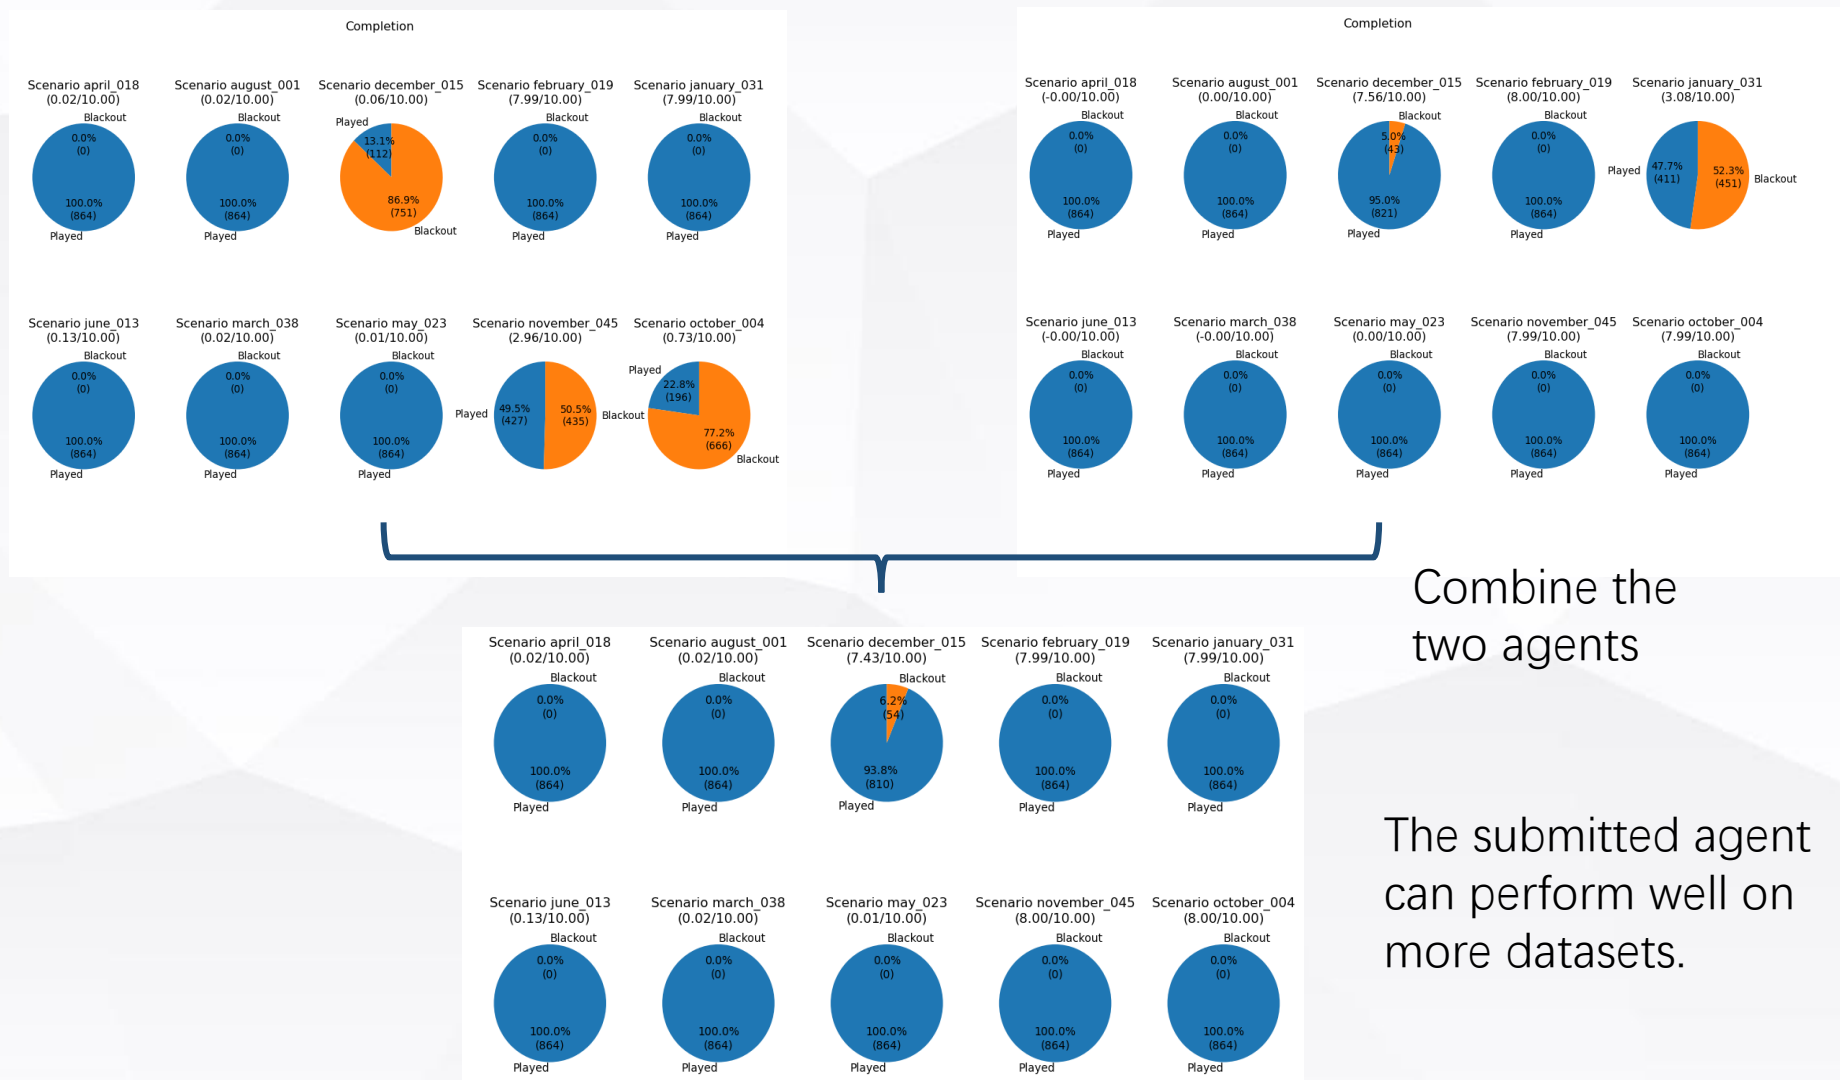 Completion
Scenario april_018
(0.02/10.00)
Blackout
0.0%
(0)
100.0%
(864)
Played
Scenario august_001
(0.02/10.00)
Blackout
0.0%
(0)
100.0%
(864)
Played
Scenario december_015
(0.06/10.00)
Played
13.1%
(112)
86.9%
(751)
Blackout
Scenario february_019
(7.99/10.00)
Blackout
0.0%
(0)
100.0%
(864)
Played
Scenario january_031
(7.99/10.00)
Blackout
0.0%
(0)
100.0%
(864)
Played
Scenario june_013
(0.13/10.00)
Blackout
0.0%
(0)
100.0%
(864)
Played
Scenario march_038
(0.02/10.00)
Blackout
0.0%
(0)
100.0%
(864)
Played
Scenario may_023
(0.01/10.00)
Blackout
0.0%
(0)
100.0%
(864)
Played
Scenario november_045
(2.96/10.00)
Played
49.5%
(427)
50.5%
(435)
Blackout
Scenario october_004
(0.73/10.00)
Played
22.8%
(196)
77.2%
(666)
Blackout
Completion
Scenario april_018
(-0.00/10.00)
Blackout
0.0%
(0)
100.0%
(864)
Played
Scenario august_001
(0.00/10.00)
Blackout
0.0%
(0)
100.0%
(864)
Played
Scenario december_015
(7.56/10.00)
Blackout
5.0%
(43)
95.0%
(821)
Played
Scenario february_019
(8.00/10.00)
Blackout
0.0%
(0)
100.0%
(864)
Played
Scenario january_031
(3.08/10.00)
Played
47.7%
(411)
52.3%
(451)
Blackout
Scenario june_013
(-0.00/10.00)
Blackout
0.0%
(0)
100.0%
(864)
Played
Scenario march_038
(-0.00/10.00)
Blackout
0.0%
(0)
100.0%
(864)
Played
Scenario may_023
(0.00/10.00)
Blackout
0.0%
(0)
100.0%
(864)
Played
Scenario november_045
(7.99/10.00)
Blackout
0.0%
(0)
100.0%
(864)
Played
Scenario october_004
(7.99/10.00)
Blackout
0.0%
(0)
100.0%
(864)
Played
Combine the
two agents
Scenario april_018
(0.02/10.00)
Blackout
0.0%
(0)
100.0%
(864)
Played
Scenario august_001
(0.02/10.00)
Blackout
0.0%
(0)
100.0%
(864)
Played
Scenario december_015
(7.43/10.00)
Blackout
6.2%
(54)
93.8%
(810)
Played
Scenario february_019
(7.99/10.00)
Blackout
0.0%
(0)
100.0%
(864)
Played
Scenario january_031
(7.99/10.00)
Blackout
0.0%
(0)
100.0%
(864)
Played
Scenario june_013
(0.13/10.00)
Blackout
0.0%
(0)
100.0%
(864)
Played
Scenario march_038
(0.02/10.00)
Blackout
0.0%
(0)
100.0%
(864)
Played
Scenario may_023
(0.01/10.00)
Blackout
0.0%
(0)
100.0%
(864)
Played
Scenario november_045
(8.00/10.00)
Blackout
0.0%
(0)
100.0%
(864)
Played
Scenario october_004
(8.00/10.00)
Blackout
0.0%
(0)
100.0%
(864)
Played
The submitted agent
can perform well on
more datasets.